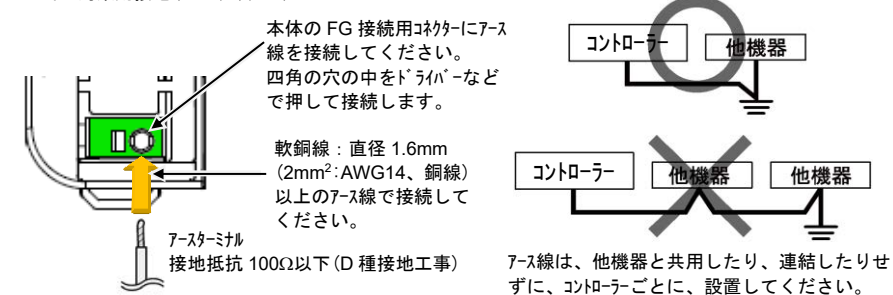 本体の FG 接続用ｺﾈｸﾀｰにｱｰｽ
線を接続してください。
四角の穴の中をﾄﾞﾗｲﾊﾞｰなど
で押して接続します。
軟銅線：直径 1.6mm
(2mm²:AWG14、銅線)
以上のｱｰｽ線で接続して
ください。
ｱｰｽﾀｰﾐﾅﾙ
接地抵抗 100Ω以下(D 種接地工事)
ｺﾝﾄﾛｰﾗｰ
他機器
ｺﾝﾄﾛｰﾗｰ
他機器
他機器
ｱｰｽ線は、他機器と共用したり、連結したりせ
ずに、ｺﾝﾄﾛｰﾗｰごとに、設置してください。